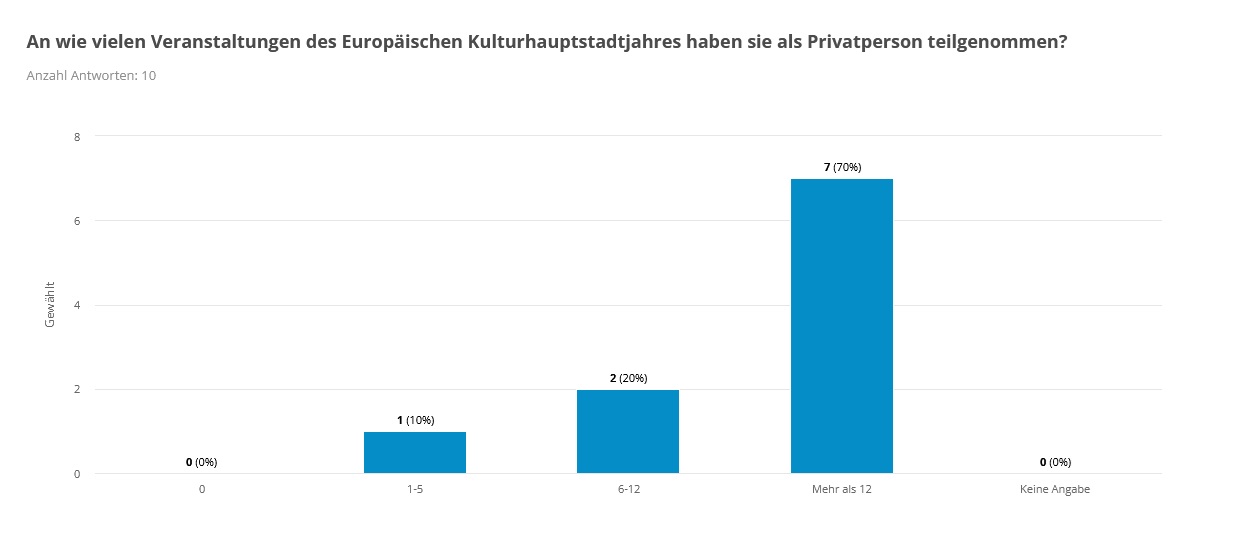 An wie vielen Veranstaltungen des Europäischen Kulturhauptstadtjahres haben sie als Privatperson teilgenommen?
Anzahl Antworten: 10
8
7 (70%)
6
Gewählt
4
2 (20%)
2
1 (10%)
0 (0%)
0 (0%)
0
0
1-5
6-12
Mehr als 12
Keine Angabe